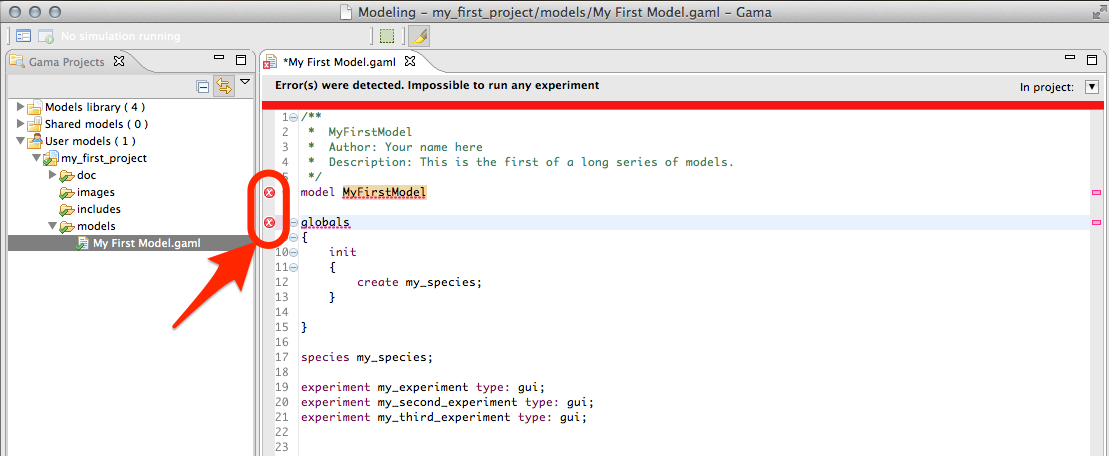 Modeling – my_first_project/models/My First Model.gaml – Gama
No simulation running
Gama Projects
Models library ( 4 )
Shared models ( 0 )
User models ( 1 )
my_first_project
doc
images
includes
models
My First Model.gaml
*My First Model.gaml
Error(s) were detected. Impossible to run any experiment
In project:
1 /**
2  *  MyFirstModel
3  *  Author: Your name here
4  *  Description: This is the first of a long series of models.
5  */
model MyFirstModel
globals
{
10     init
11     {
12         create my_species;
13     }
14
15 }
16
17 species my_species;
18
19 experiment my_experiment type: gui;
20 experiment my_second_experiment type: gui;
21 experiment my_third_experiment type: gui;
22
23